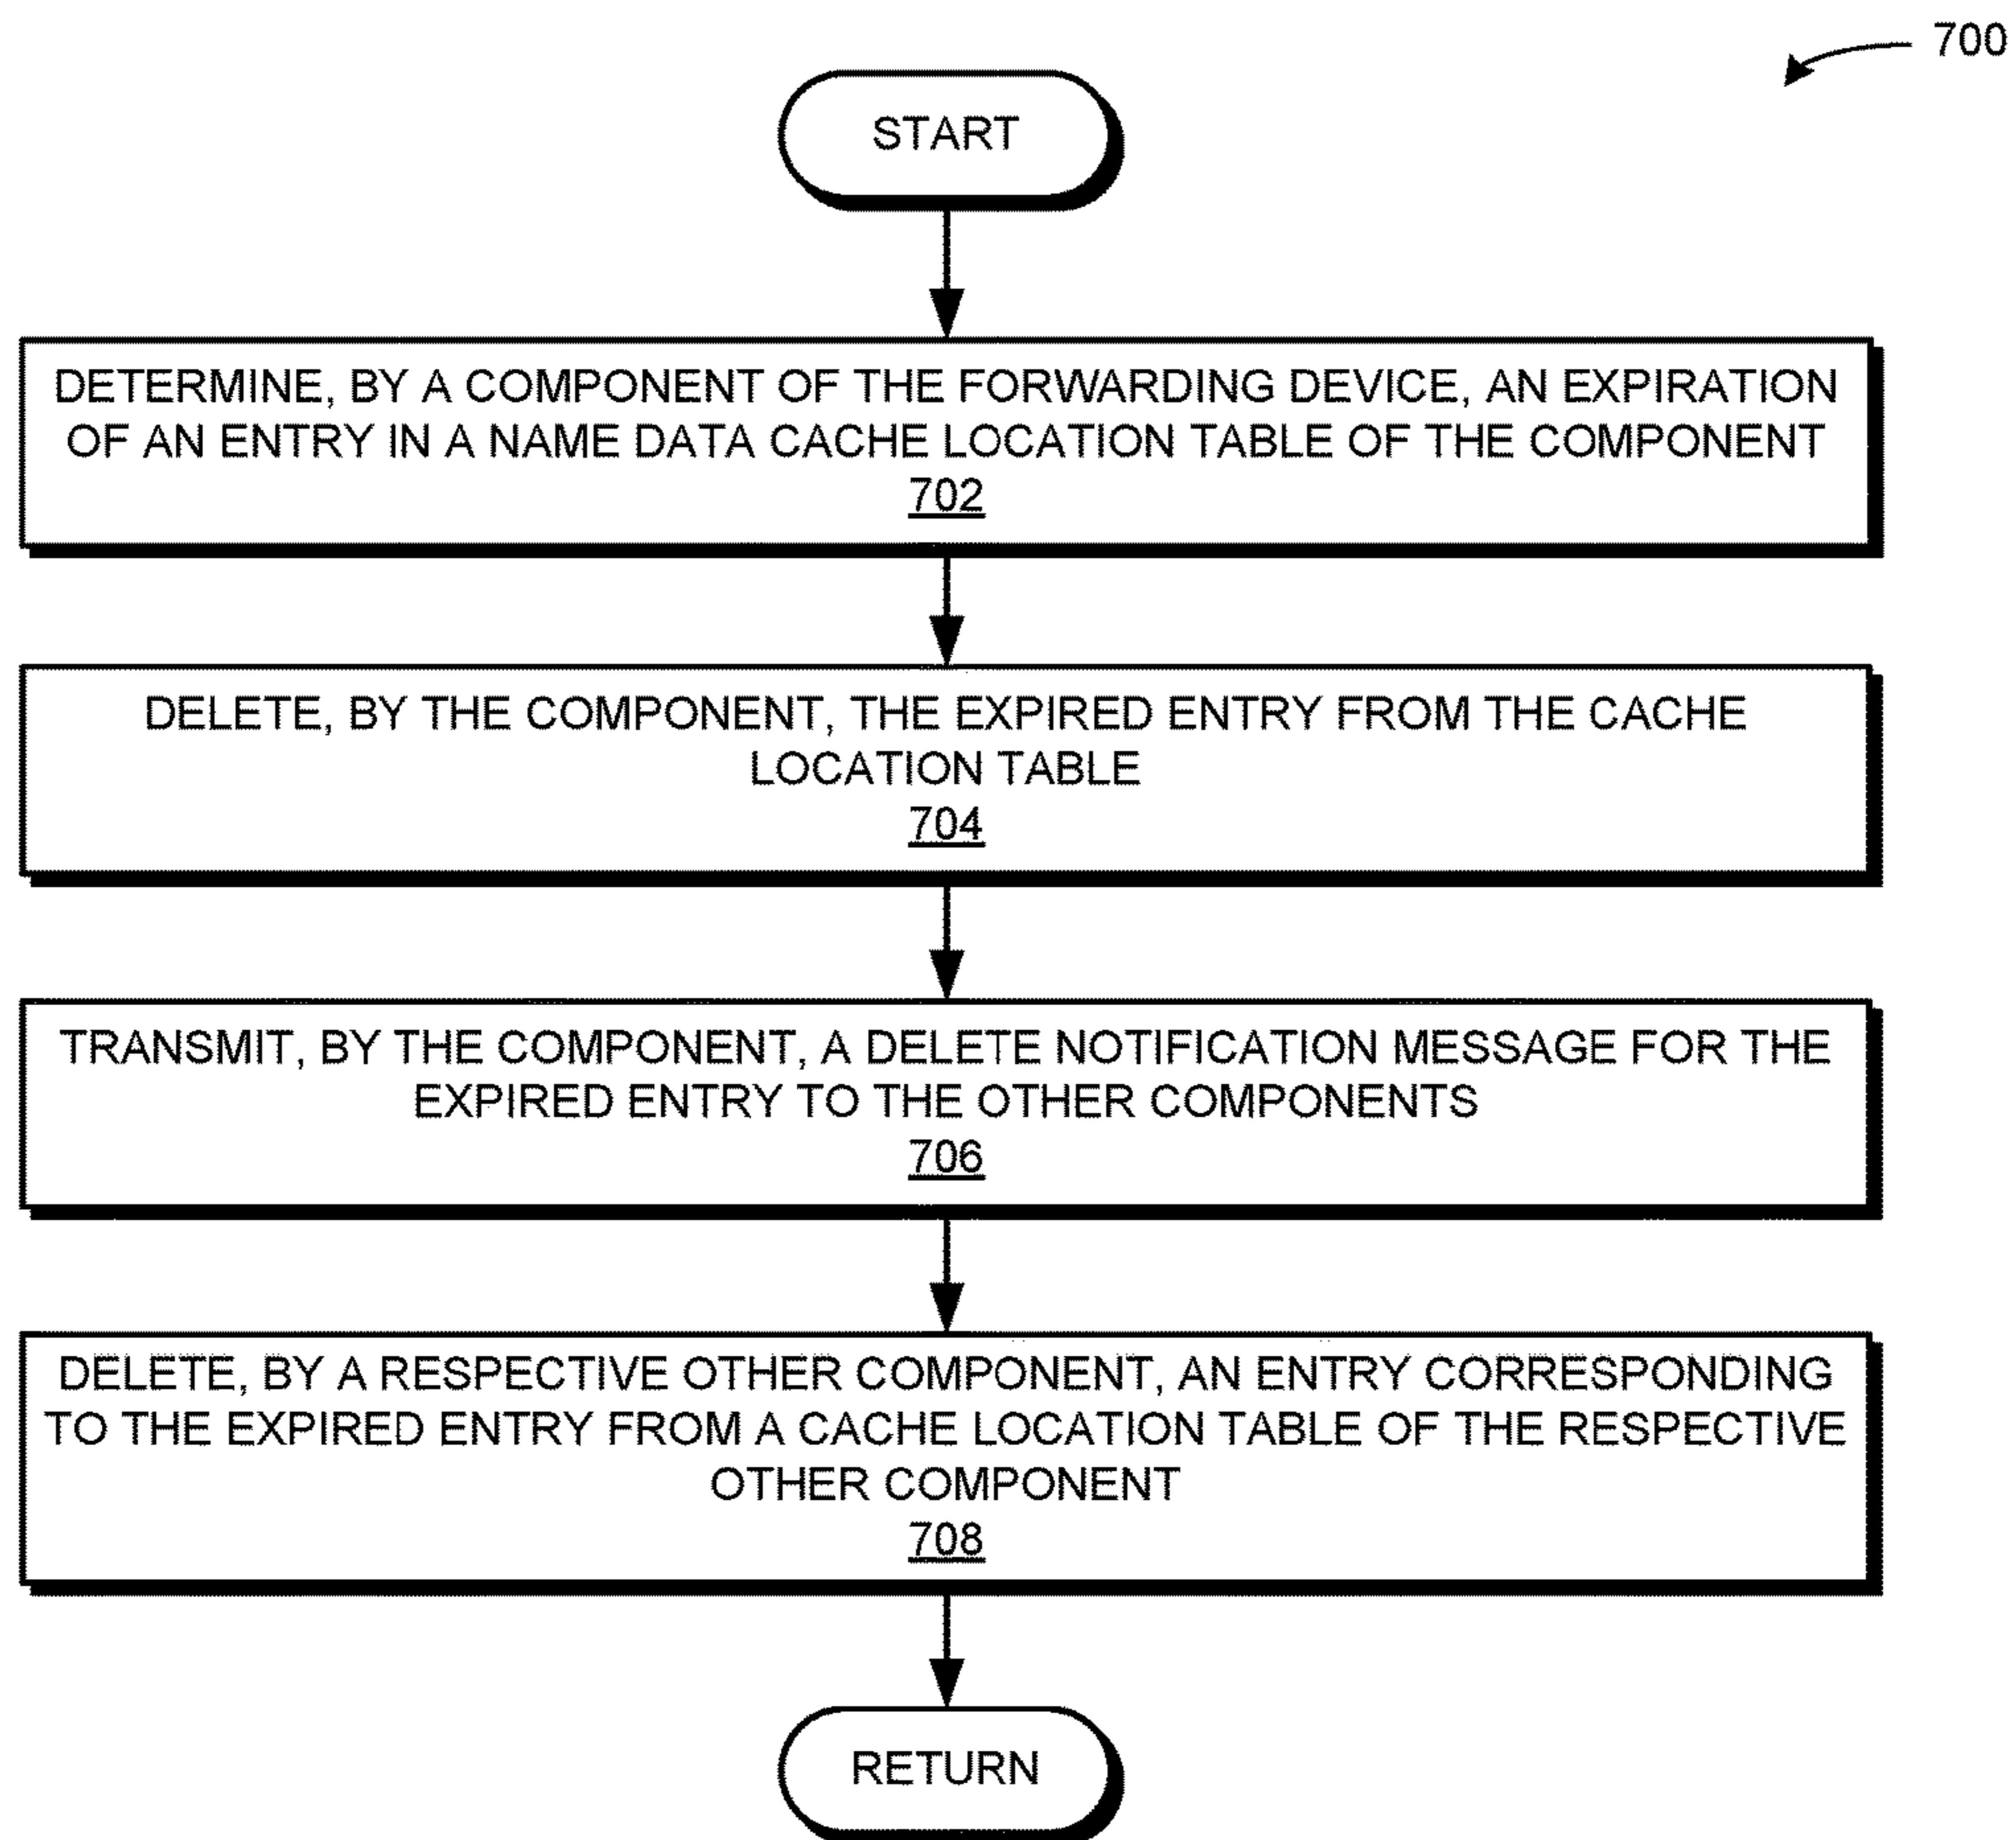 700
START
DETERMINE, BY A COMPONENT OF THE FORWARDING DEVICE, AN EXPIRATION
OF AN ENTRY IN A NAME DATA CACHE LOCATION TABLE OF THE COMPONENT
702
DELETE, BY THE COMPONENT, THE EXPIRED ENTRY FROM THE CACHE
LOCATION TABLE
704
TRANSMIT, BY THE COMPONENT, A DELETE NOTIFICATION MESSAGE FOR THE
EXPIRED ENTRY TO THE OTHER COMPONENTS
706
DELETE, BY A RESPECTIVE OTHER COMPONENT, AN ENTRY CORRESPONDING
TO THE EXPIRED ENTRY FROM A CACHE LOCATION TABLE OF THE RESPECTIVE
OTHER COMPONENT
708
RETURN